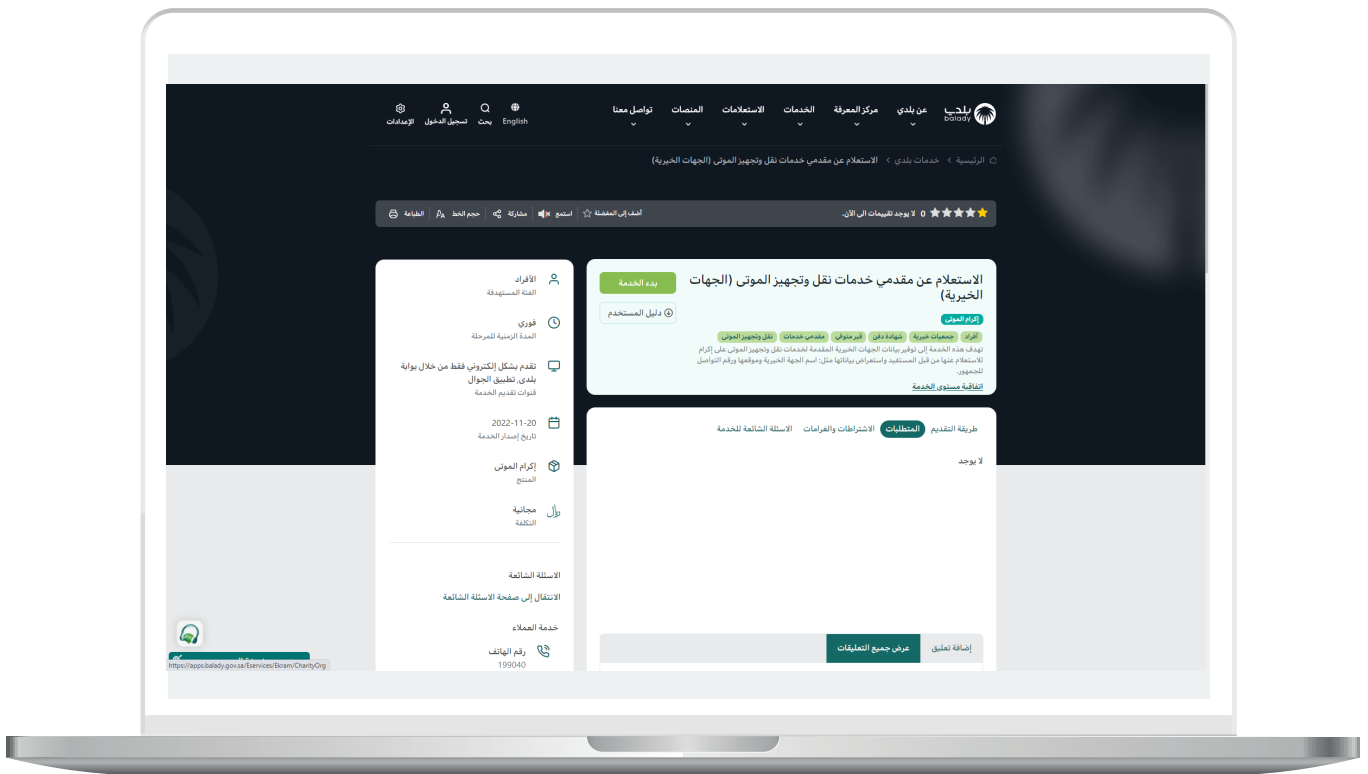 بلدي
balady
عن بلدي
مركز المعرفة
الخدمات
الاستعلامات
المنصات
تواصل معنا
English
بحث
تسجيل الدخول
الإعدادات
الرئيسية > خدمات بلدي > الاستعلام عن مقدمي خدمات نقل وتجهيز الموتى (الجهات الخيرية)
0 لا يوجد تقييمات الى الآن.
أضف إلى المفضلة
استمع
مشاركة
حجم الخط
الطباعة
الاستعلام عن مقدمي خدمات نقل وتجهيز الموتى (الجهات
الخيرية)
بدء الخدمة
دليل المستخدم
إكرام الموتى
أفراد
جمعيات خيرية
شهادة دفن
قبر متوفي
مقدمي خدمات
نقل وتجهيز الموتى
تهدف هذه الخدمة إلى توفير بيانات الجهات الخيرية المقدمة لخدمات نقل وتجهيز الموتى على إكرام
للاستعلام عنها من قبل المستفيد واستعراض بياناتها مثل: اسم الجهة الخيرية وموقعها ورقم التواصل
للجمهور.
اتفاقية مستوى الخدمة
طريقة التقديم
المتطلبات
الاشتراطات والغرامات
الاسئلة الشائعة للخدمة
لا يوجد
إضافة تعليق
عرض جميع التعليقات
الأفراد
الفئة المستهدفة
فوري
المدة الزمنية للمرحلة
تقدم بشكل إلكتروني فقط من خلال بوابة
بلدي, تطبيق الجوال
قنوات تقديم الخدمة
2022-11-20
تاريخ إصدار الخدمة
إكرام الموتى
المنتج
مجانية
التكلفة
الاسئلة الشائعة
الانتقال إلى صفحة الاسئلة الشائعة
خدمة العملاء
رقم الهاتف
199040
https://apps.balady.gov.sa/Eservices/Ekram/CharityOrg